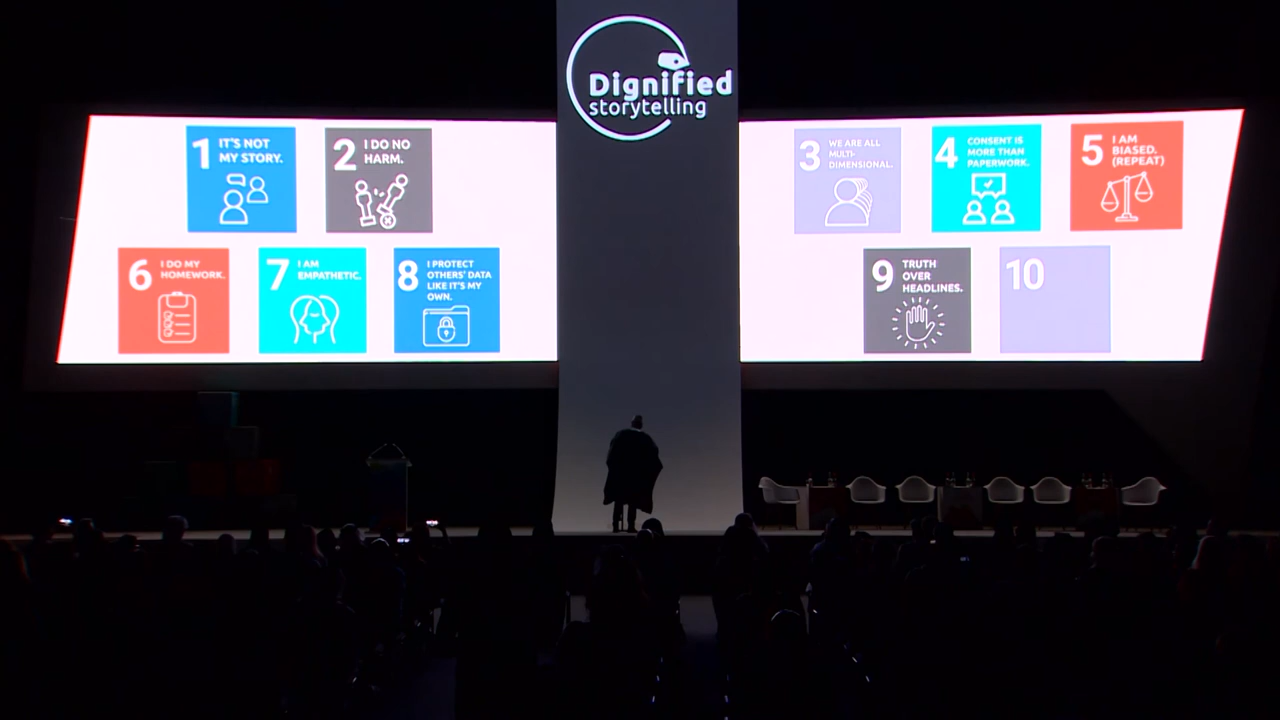 Dignified
storytelling
1 IT'S NOT
MY STORY.
2 I DO NO
HARM.
3 WE ARE ALL
MULTI-
DIMENSIONAL.
4 CONSENT IS
MORE THAN
PAPERWORK.
5 I AM
BIASED.
(REPEAT)
6 I DO MY
HOMEWORK.
7 I AM
EMPATHETIC.
8 I PROTECT
OTHERS' DATA
LIKE IT'S MY
OWN.
9 TRUTH
OVER
HEADLINES.
10